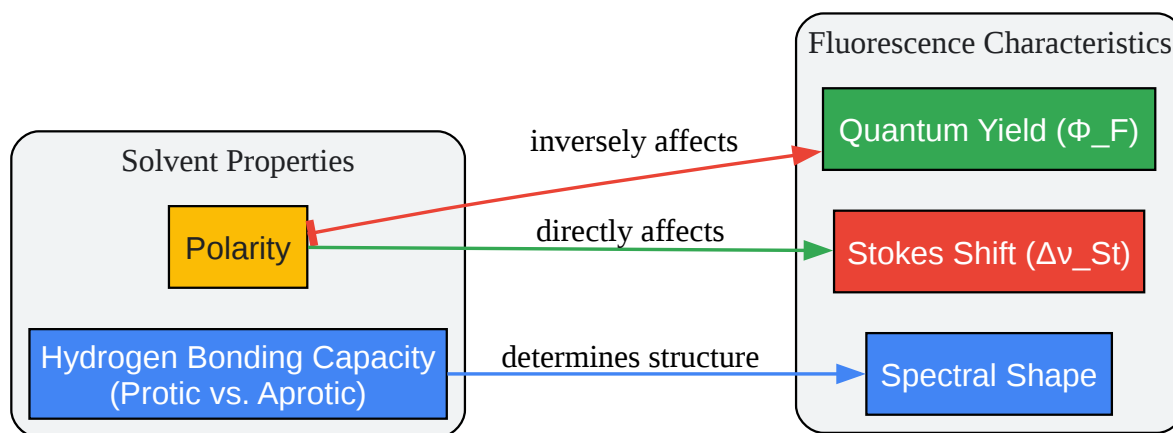 Fluorescence Characteristics
Quantum Yield (Φ_F)
inversely affects
Solvent Properties
Polarity
directly affects
Stokes Shift (Δν_St)
Hydrogen Bonding Capacity
(Protic vs. Aprotic)
determines structure
Spectral Shape